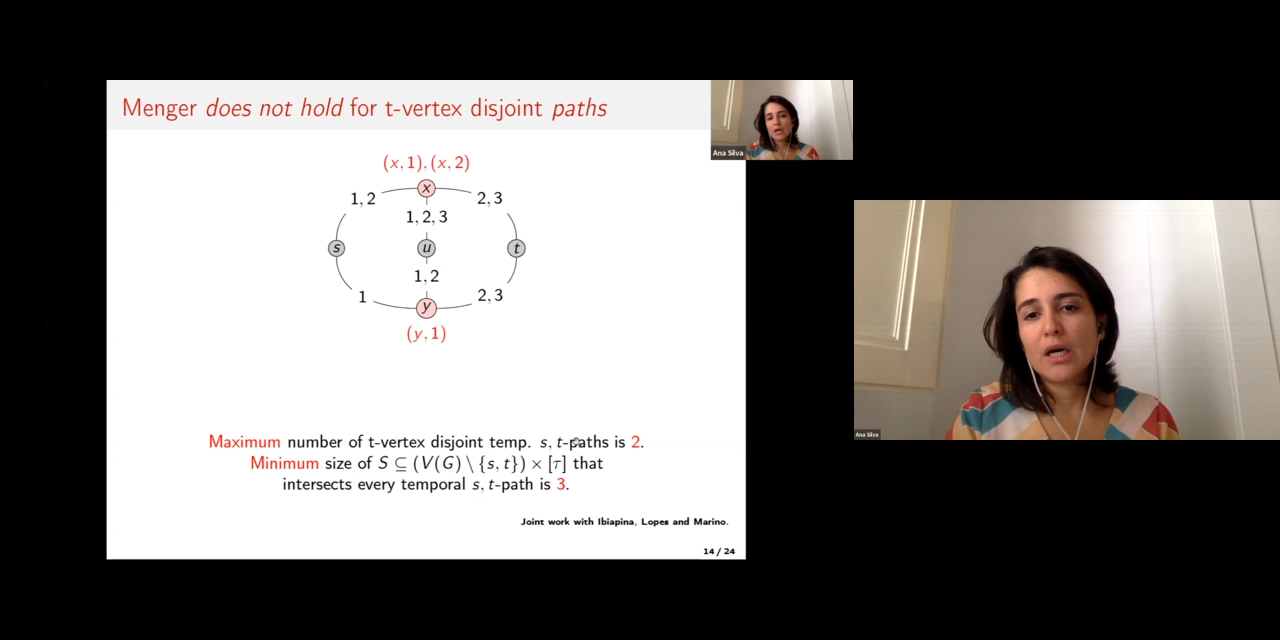 Menger does not hold for t-vertex disjoint paths
Ana Silva
(x, 1), (x, 2)
x
1, 2
2, 3
1, 2, 3
s
u
t
1, 2
1
2, 3
y
(y, 1)
Maximum number of t-vertex disjoint temp. s, t-paths is 2.
Minimum size of S ⊆ (V(G) \ {s, t}) × [τ] that
intersects every temporal s, t-path is 3.
Joint work with Ibiapina, Lopes and Marino.
14 / 24
Ana Silva